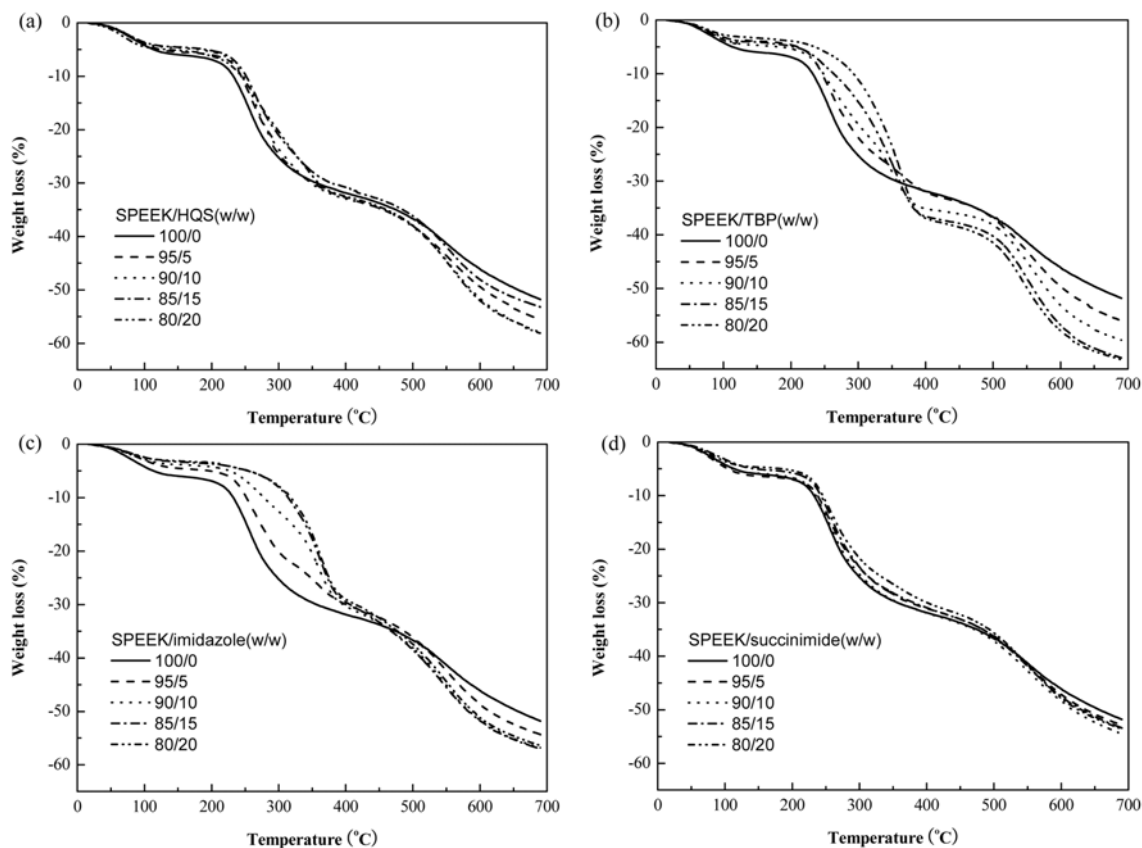 (a)
0
-10
-20
-30
-40
-50
-60
Weight loss (%)
SPEEK/HQS(w/w)
100/0
95/5
90/10
85/15
80/20
0 100 200 300 400 500 600 700
Temperature (°C)
(b)
0
-10
-20
-30
-40
-50
-60
Weight loss (%)
SPEEK/TBP(w/w)
100/0
95/5
90/10
85/15
80/20
0 100 200 300 400 500 600 700
Temperature (°C)
(c)
0
-10
-20
-30
-40
-50
-60
Weight loss (%)
SPEEK/imidazole(w/w)
100/0
95/5
90/10
85/15
80/20
0 100 200 300 400 500 600 700
Temperature (°C)
(d)
0
-10
-20
-30
-40
-50
-60
Weight loss (%)
SPEEK/succinimide(w/w)
100/0
95/5
90/10
85/15
80/20
0 100 200 300 400 500 600 700
Temperature (°C)